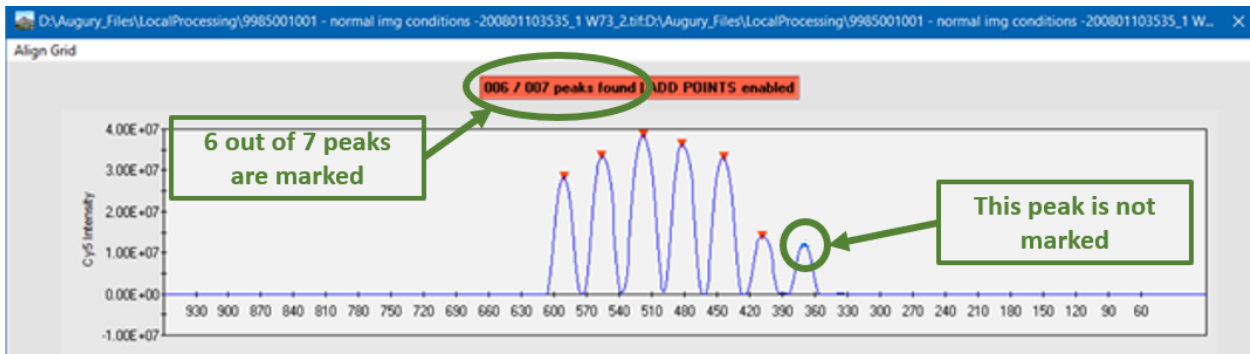 D:\Augury_Files\LocalProcessing\9985001001 - normal img conditions -200801103535_1 W73_2.tif:D:\Augury_Files\LocalProcessing\9985001001 - normal img conditions -200801103535_1 W...
Align Grid
006 / 007 peaks found | ADD POINTS enabled
6 out of 7 peaks
are marked
This peak is not
marked
Cy5 Intensity
4.00E+07
3.00E+07
2.00E+07
1.00E+07
0.00E+00
-1.00E+07
930 900 870 840 810 780 750 720 690 660 630 600 570 540 510 480 450 420 390 360 330 300 270 240 210 180 150 120 90 60